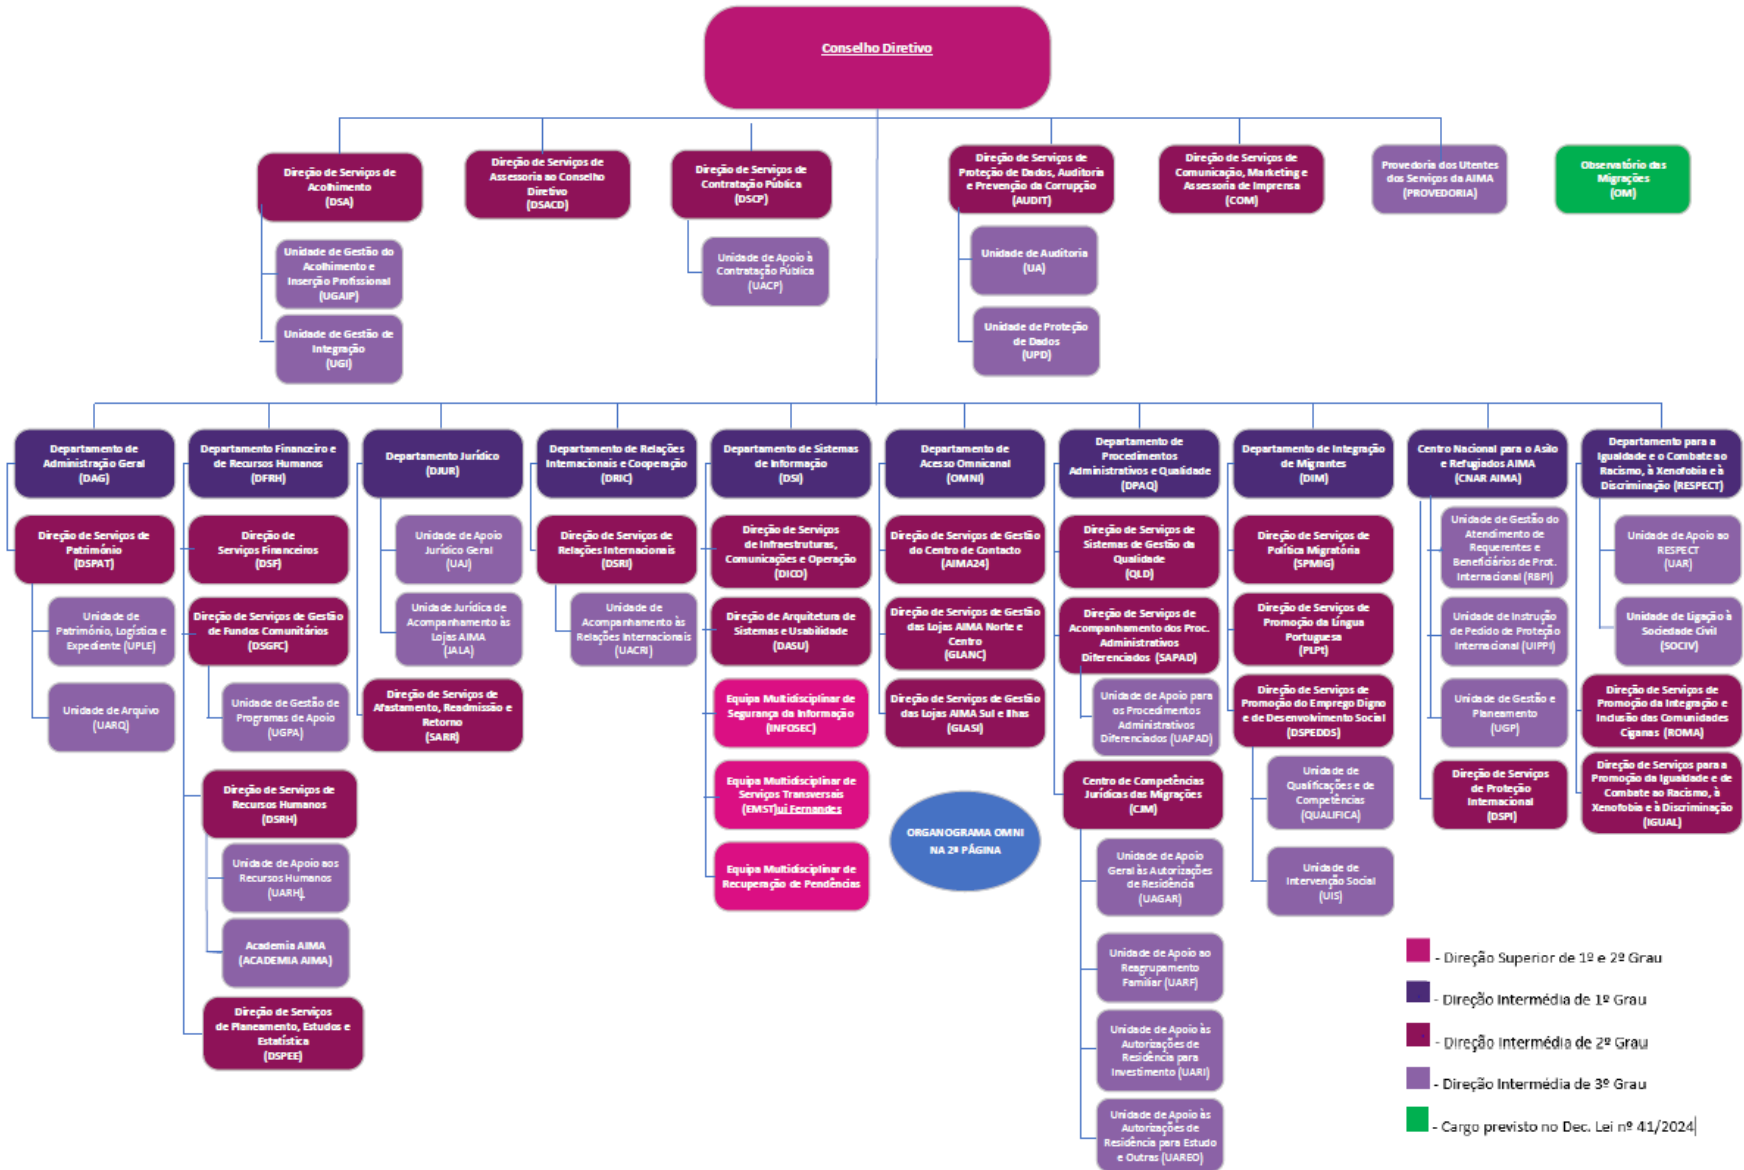 Conselho Diretivo
Direção de Serviços de
Acolhimento
(DSA)
Direção de Serviços de
Assessoria ao Conselho
Diretivo
(DSACD)
Direção de Serviços de
Contratação Pública
(DSCP)
Direção de Serviços de
Proteção de Dados, Auditoria
e Prevenção da Corrupção
(AUDIT)
Direção de Serviços de
Comunicação, Marketing e
Assessoria de Imprensa
(COM)
Provedoria dos Utentes
dos Serviços da AIMA
(PROVEDORIA)
Observatório das
Migrações
(OM)
Unidade de Gestão do
Acolhimento e
Inserção Profissional
(UGAIP)
Unidade de Gestão de
Integração
(UGI)
Unidade de Apoio à
Contratação Pública
(UACP)
Unidade de Auditoria
(UA)
Unidade de Proteção
de Dados
(UPD)
Departamento de
Administração Geral
(DAG)
Direção de Serviços de
Património
(DSPAT)
Unidade de
Património, Logística e
Expediente (UPLE)
Unidade de Arquivo
(UARQ)
Departamento Financeiro e
de Recursos Humanos
(DFRH)
Direção de
Serviços Financeiros
(DSF)
Direção de Serviços de Gestão
de Fundos Comunitários
(DSGFC)
Unidade de Gestão de
Programas de Apoio
(UGPA)
Direção de Serviços de
Recursos Humanos
(DSRH)
Unidade de Apoio aos
Recursos Humanos
(UARH)
Academia AIMA
(ACADEMIA AIMA)
Direção de Serviços
de Planeamento, Estudos e
Estatística
(DSPEE)
Departamento Jurídico
(DJUR)
Unidade de Apoio
Jurídico Geral
(UAJ)
Unidade Jurídica de
Acompanhamento às
Lojas AIMA
(JALA)
Direção de Serviços de
Afastamento, Readmissão e
Retorno
(SARR)
Departamento de Relações
Internacionais e Cooperação
(DRIC)
Direção de Serviços de
Relações Internacionais
(DSRI)
Unidade de
Acompanhamento às
Relações Internacionais
(UACRI)
Departamento de Sistemas
de Informação
(DSI)
Direção de Serviços
de Infraestruturas,
Comunicações e Operação
(DICO)
Direção de Arquitetura de
Sistemas e Usabilidade
(DASU)
Equipa Multidisciplinar de
Segurança da Informação
(INFOSEC)
Equipa Multidisciplinar de
Serviços Transversais
(EMST)ui Fernandes
Equipa Multidisciplinar de
Recuperação de Pendências
Departamento de
Acesso Omnicanal
(OMNI)
Direção de Serviços de Gestão
do Centro de Contacto
(AIMA24)
Direção de Serviços de Gestão
das Lojas AIMA Norte e
Centro
(GLANC)
Direção de Serviços de Gestão
das Lojas AIMA Sul e Ilhas
(GLASI)
ORGANOGRAMA OMNI
NA 2ª PÁGINA
Departamento de
Procedimentos
Administrativos e Qualidade
(DPAQ)
Direção de Serviços de
Sistemas de Gestão da
Qualidade
(QLD)
Direção de Serviços de
Acompanhamento dos Proc.
Administrativos
Diferenciados (SAPAD)
Unidade de Apoio para
os Procedimentos
Administrativos
Diferenciados (UAPAD)
Centro de Competências
Jurídicas das Migrações
(CJM)
Unidade de Apoio
Geral às Autorizações
de Residência
(UAGAR)
Unidade de Apoio ao
Reagrupamento
Familiar (UARF)
Unidade de Apoio às
Autorizações de
Residência para
Investimento (UARI)
Unidade de Apoio às
Autorizações de
Residência para Estudo
e Outras (UAREO)
Departamento de Integração
de Migrantes
(DIM)
Direção de Serviços de
Política Migratória
(SPMIG)
Direção de Serviços de
Promoção da Língua
Portuguesa
(PLPt)
Direção de Serviços de
Promoção do Emprego Digno
e de Desenvolvimento Social
(DSPEDDS)
Unidade de
Qualificações e de
Competências
(QUALIFICA)
Unidade de
Intervenção Social
(UIS)
Centro Nacional para o Asilo
e Refugiados AIMA
(CNAR AIMA)
Unidade de Gestão do
Atendimento de
Requerentes e
Beneficiários de Prot.
Internacional (RBPI)
Unidade de Instrução
de Pedido de Proteção
Internacional (UIPPI)
Unidade de Gestão e
Planeamento
(UGP)
Direção de Serviços
de Proteção
Internacional
(DSPI)
Departamento para a
Igualdade e o Combate ao
Racismo, à Xenofobia e à
Discriminação (RESPECT)
Unidade de Apoio ao
RESPECT
(UAR)
Unidade de Ligação à
Sociedade Civil
(SOCIV)
Direção de Serviços de
Promoção da Integração e
Inclusão das Comunidades
Ciganas (ROMA)
Direção de Serviços para a
Promoção da Igualdade e de
Combate ao Racismo, à
Xenofobia e à Discriminação
(IGUAL)
- Direção Superior de 1º e 2º Grau
- Direção Intermédia de 1º Grau
- Direção Intermédia de 2º Grau
- Direção Intermédia de 3º Grau
- Cargo previsto no Dec. Lei nº 41/2024